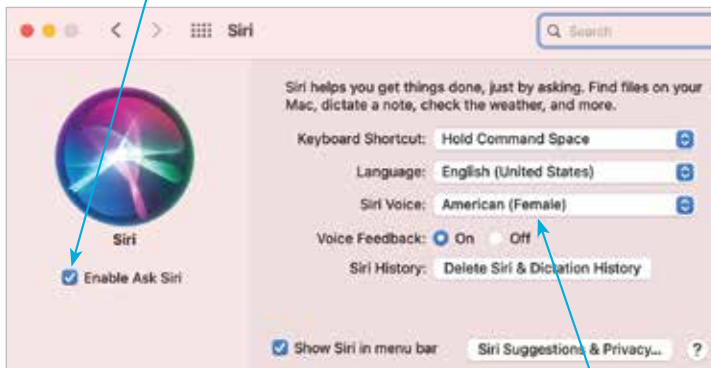 Siri
Search
Siri helps you get things done, just by asking. Find files on your
Mac, dictate a note, check the weather, and more.
Keyboard Shortcut: Hold Command Space
Language: English (United States)
Siri Voice: American (Female)
Siri
Voice Feedback: On Off
Enable Ask Siri
Siri History: Delete Siri & Dictation History
Show Siri in menu bar Siri Suggestions & Privacy... ?